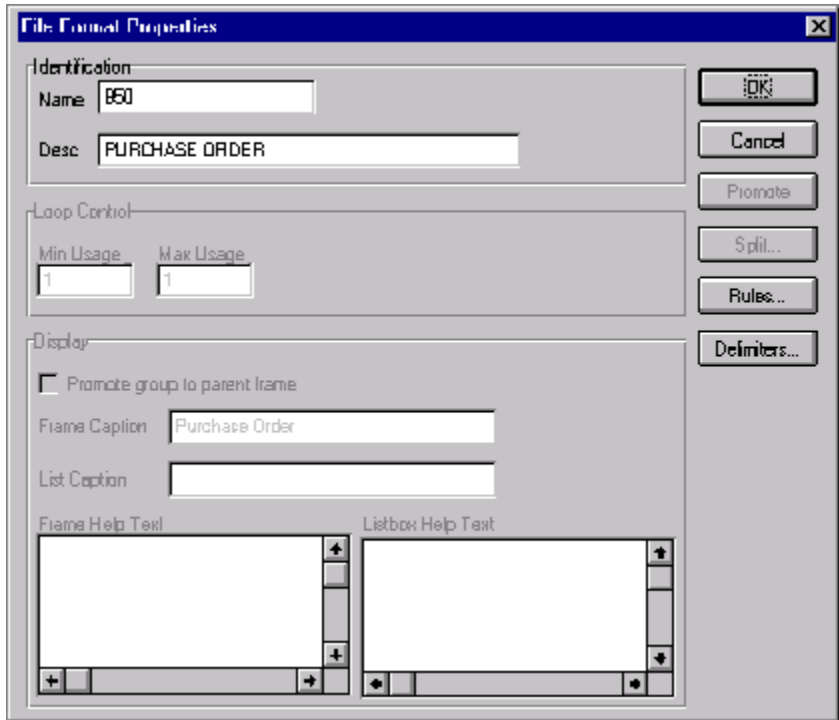 File Format Properties
Identification
Name 850
Desc PURCHASE ORDER
Loop Control
Min Usage Max Usage
1 1
Display
Promote group to parent frame
Frame Caption Purchase Order
List Caption
Frame Help Text Listbox Help Text
OK
Cancel
Promote
Split...
Rules...
Delimiters...